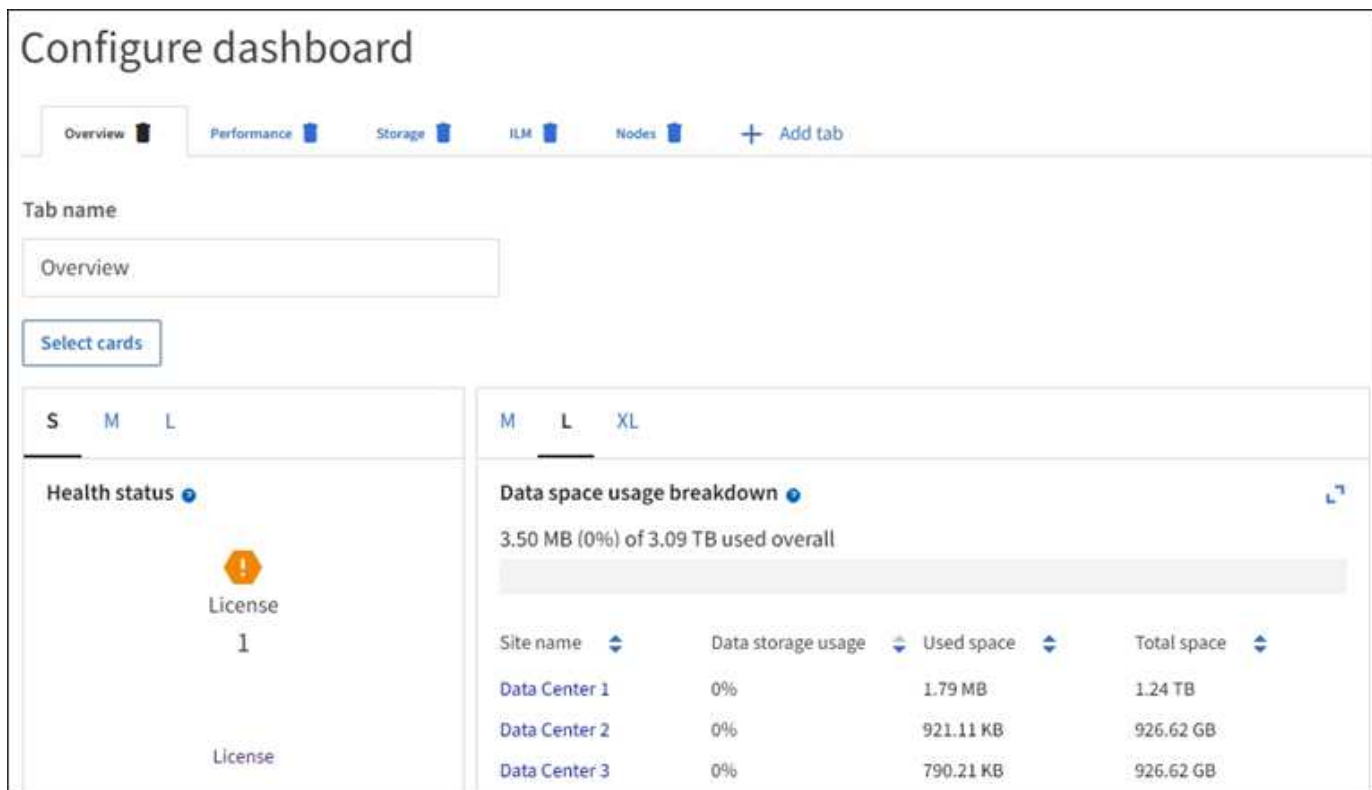 Configure dashboard
Overview Performance Storage ILM Nodes + Add tab
Tab name
Overview
Select cards
S M L
M L XL
Health status ?
Data space usage breakdown ?
3.50 MB (0%) of 3.09 TB used overall
!
License
1
License
Site name Data storage usage Used space Total space
Data Center 1 0% 1.79 MB 1.24 TB
Data Center 2 0% 921.11 KB 926.62 GB
Data Center 3 0% 790.21 KB 926.62 GB